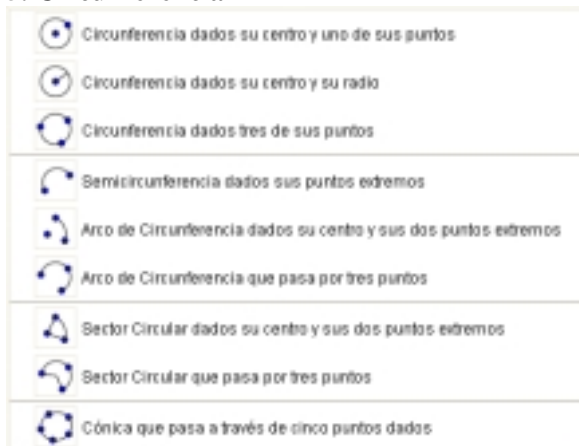 Circunferencia dados su centro y uno de sus puntos
Circunferencia dados su centro y su radio
Circunferencia dados tres de sus puntos
Semicircunferencia dados sus puntos extremos
Arco de Circunferencia dados su centro y sus dos puntos extremos
Arco de Circunferencia que pasa por tres puntos
Sector Circular dados su centro y sus dos puntos extremos
Sector Circular que pasa por tres puntos
Cónica que pasa a través de cinco puntos dados